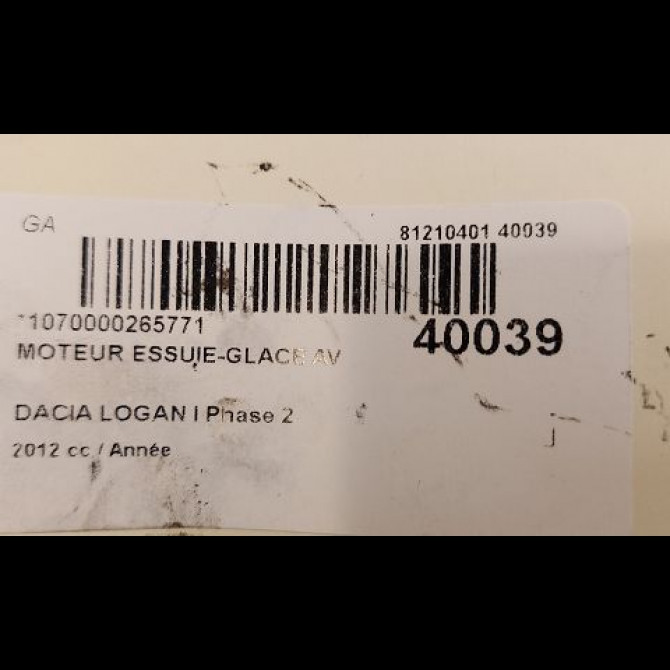 GA
81210401 40039
*1070000265771
40039
MOTEUR ESSUIE-GLACE AV
DACIA LOGAN I Phase 2
2012 cc / Année